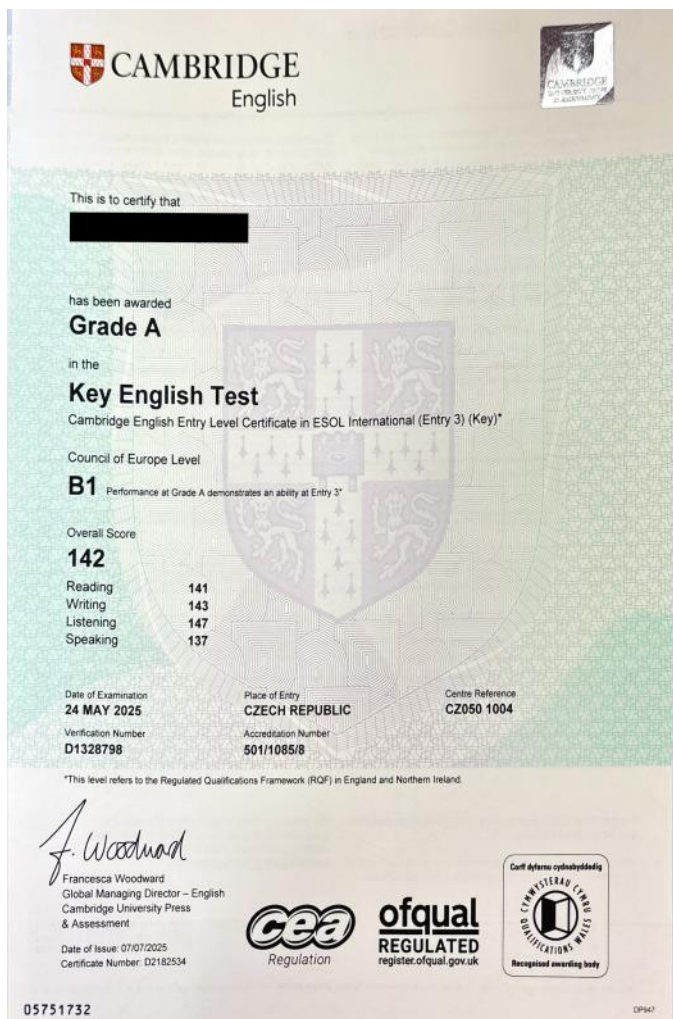 CAMBRIDGE
English
CAMBRIDGE
This is to certify that
has been awarded
Grade A
in the
Key English Test
Cambridge English Entry Level Certificate in ESOL International (Entry 3) (Key)*
Council of Europe Level
B1 Performance at Grade A demonstrates an ability at Entry 3*
Overall Score
142
Reading 141
Writing 143
Listening 147
Speaking 137
Date of Examination Place of Entry Centre Reference
24 MAY 2025 CZECH REPUBLIC CZ050 1004
Verification Number Accreditation Number
D1328798 501/1085/8
*This level refers to the Regulated Qualifications Framework (RQF) in England and Northern Ireland.
F. Woodward
Francesca Woodward
Global Managing Director – English
Cambridge University Press
& Assessment
Date of Issue: 07/07/2025
Certificate Number: D2182534
cea
Regulation
ofqual
REGULATED
register.ofqual.gov.uk
Corff dyfarnu cydnabyddedig
CYMWYSTERAU CYMRU
QUALIFICATIONS WALES
Recognised awarding body
05751732
DP947